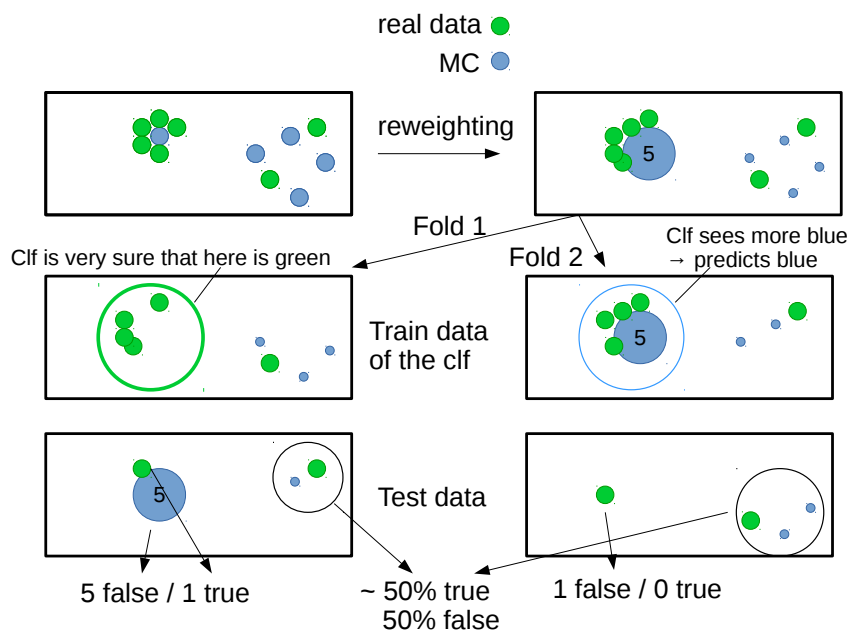 real data
MC
reweighting
5
Fold 1
Clf is very sure that here is green
Fold 2
Clf sees more blue
→ predicts blue
Train data
of the clf
5
5
Test data
5 false / 1 true
~ 50% true
50% false
1 false / 0 true